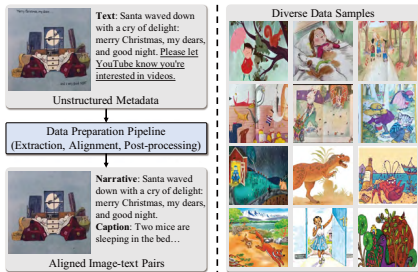 Text: Santa waved down
with a cry of delight:
merry Christmas, my dears,
and good night. Please let
YouTube know you're
interested in videos.
Unstructured Metadata
Data Preparation Pipeline
(Extraction, Alignment, Post-processing)
Narrative: Santa waved
down with a cry of delight:
merry Christmas, my dears,
and good night.
Caption: Two mice are
sleeping in the bed…
Aligned Image-text Pairs
Diverse Data Samples